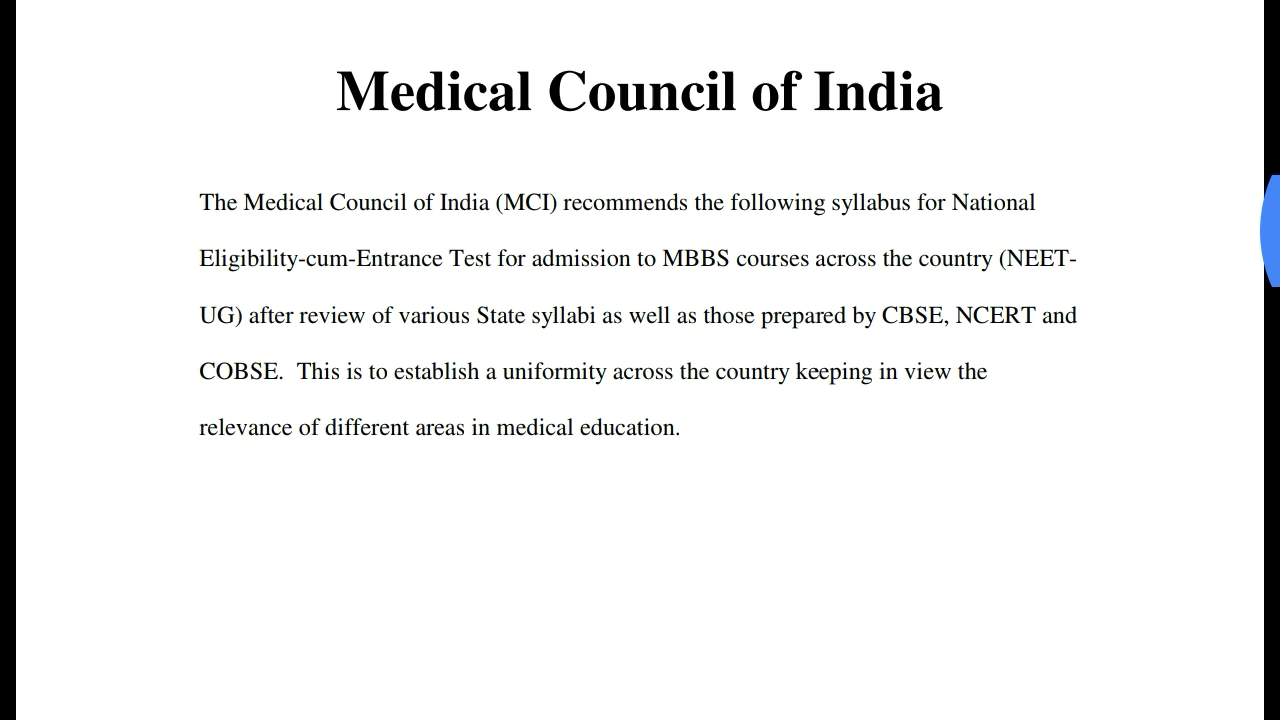 Medical Council of India
The Medical Council of India (MCI) recommends the following syllabus for National
Eligibility-cum-Entrance Test for admission to MBBS courses across the country (NEET-
UG) after review of various State syllabi as well as those prepared by CBSE, NCERT and
COBSE.  This is to establish a uniformity across the country keeping in view the
relevance of different areas in medical education.